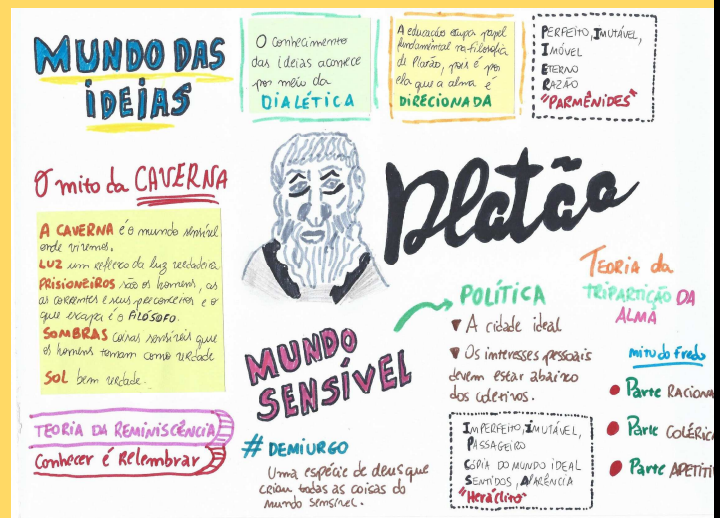 MUNDO DAS
IDEIAS
O conhecimento
das ideias acontece
por meio da
DIALÉTICA
A educação ocupa papel
fundamental na filosofia
de Platão, pois é por
ela que a alma é
DIRECIONADA
PERFEITO, IMUTÁVEL,
IMÓVEL
ETERNO
RAZÃO
"PARMÊNIDES"
Platão
O mito da CAVERNA
A CAVERNA é o mundo sensível
onde vivemos.
LUZ um reflexo da luz verdadeira
PRISIONEIROS são os homens, os
as correntes e seus preconceitos e o
que escapa é o FILÓSOFO.
SOMBRAS coisas sensíveis que
os homens tomam como verdade
SOL bem verdade.
TEORIA DA REMINISCÊNCIA
Conhecer é Relembrar
MUNDO
SENSÍVEL
# DEMIURGO
Uma espécie de deus que
criou todas as coisas do
mundo sensível.
POLÍTICA
A cidade ideal
Os interesses pessoais
devem estar abaixo
dos coletivos.
IMPERFEITO, IMUTÁVEL,
PASSAGEIRO
CÓPIA DO MUNDO IDEAL
SENTIDOS, APARÊNCIA
"Heráclito"
TEORIA da
TRIPARTIÇÃO DA
ALMA
mito do Fredo
Parte RACIONA
Parte COLÉRIC
Parte APETITI